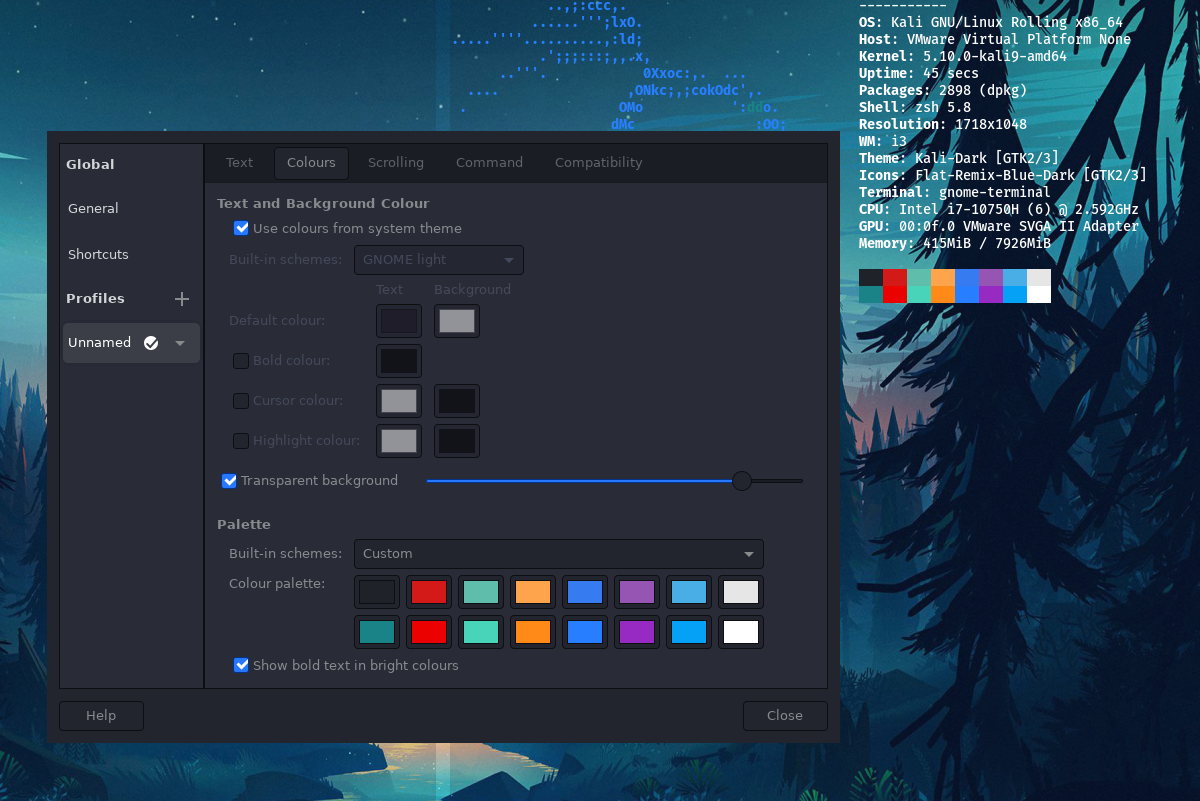 ..,;:ctc,.
......''';lxO.
.....''''..........,:ld;
.';;;:::;,,.x,
..'''.            0Xxoc:,.  ...
....                ,ONkc;,;cokOdc',.
.                   OMo           ':ddo.
dMc               :OO;
-----------
OS: Kali GNU/Linux Rolling x86_64
Host: VMware Virtual Platform None
Kernel: 5.10.0-kali9-amd64
Uptime: 45 secs
Packages: 2898 (dpkg)
Shell: zsh 5.8
Resolution: 1718x1048
WM: i3
Theme: Kali-Dark [GTK2/3]
Icons: Flat-Remix-Blue-Dark [GTK2/3]
Terminal: gnome-terminal
CPU: Intel i7-10750H (6) @ 2.592GHz
GPU: 00:0f.0 VMware SVGA II Adapter
Memory: 415MiB / 7926MiB
Global
General
Shortcuts
Profiles
Unnamed
Text Colours Scrolling Command Compatibility
Text and Background Colour
Use colours from system theme
Built-in schemes: GNOME light
Text Background
Default colour:
Bold colour:
Cursor colour:
Highlight colour:
Transparent background
Palette
Built-in schemes: Custom
Colour palette:
Show bold text in bright colours
Help Close